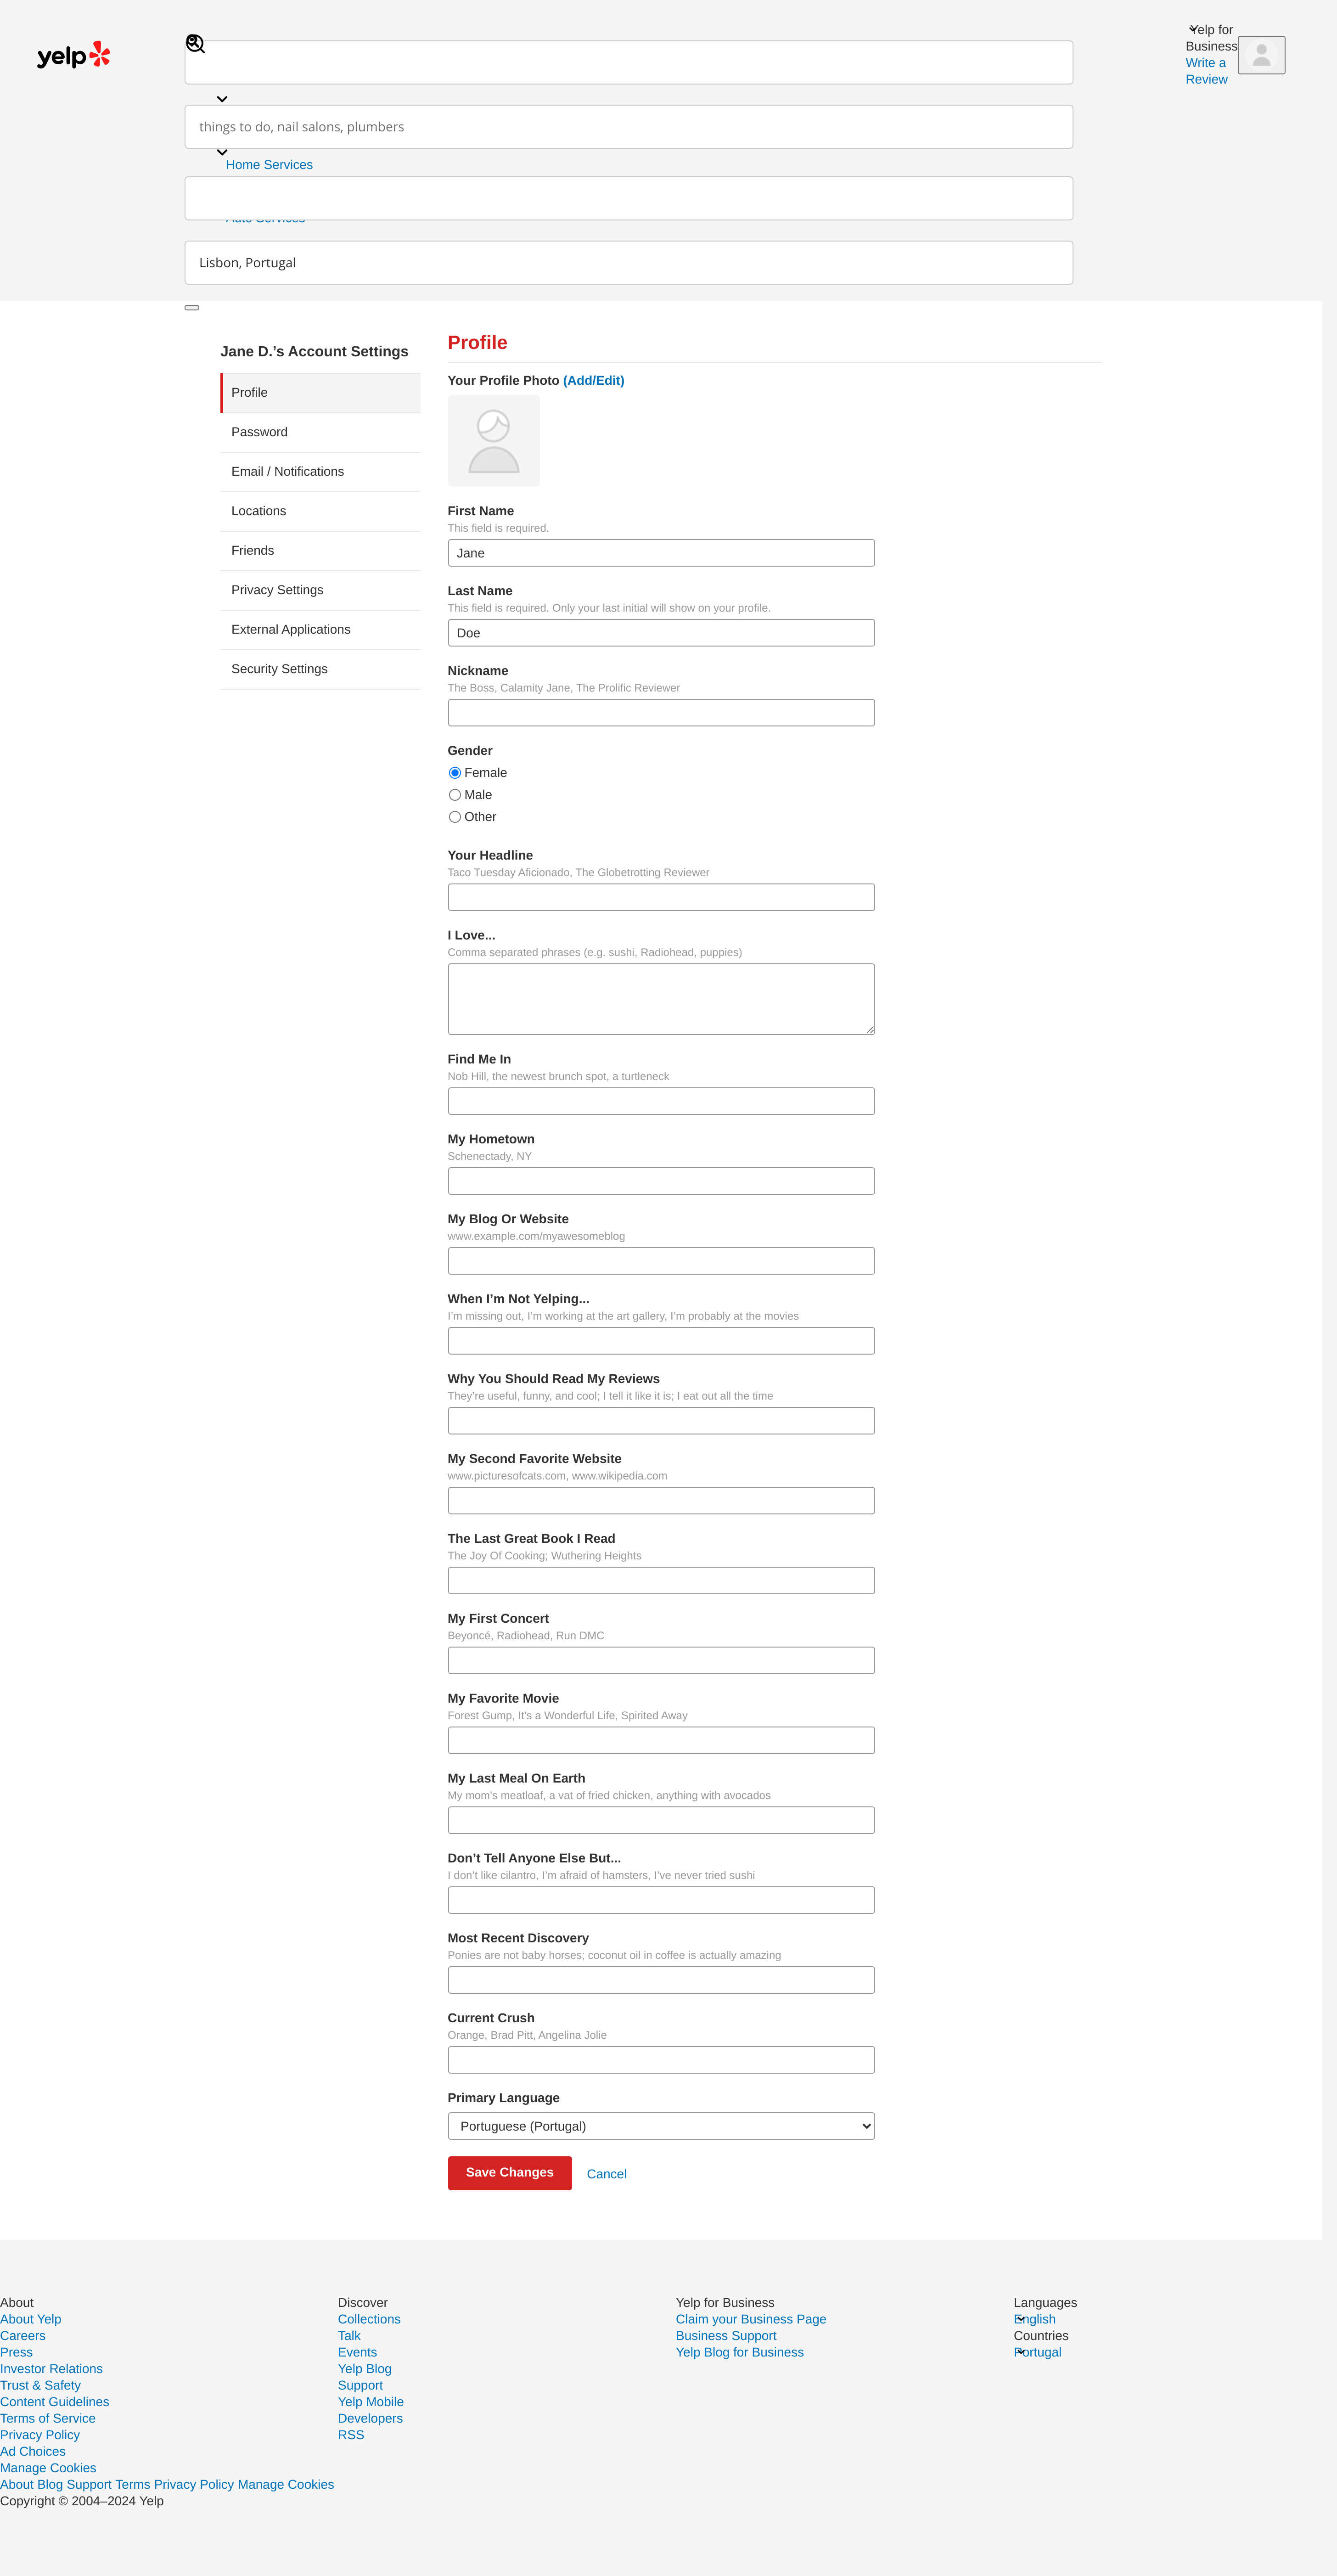 yelp
Yelp for
Business
Write a
Review
things to do, nail salons, plumbers
Home Services
Auto Services
Lisbon, Portugal
Jane D.’s Account Settings
Profile
Password
Email / Notifications
Locations
Friends
Privacy Settings
External Applications
Security Settings
Profile
Your Profile Photo (Add/Edit)
First Name
This field is required.
Jane
Last Name
This field is required. Only your last initial will show on your profile.
Doe
Nickname
The Boss, Calamity Jane, The Prolific Reviewer
Gender
Female
Male
Other
Your Headline
Taco Tuesday Aficionado, The Globetrotting Reviewer
I Love...
Comma separated phrases (e.g. sushi, Radiohead, puppies)
Find Me In
Nob Hill, the newest brunch spot, a turtleneck
My Hometown
Schenectady, NY
My Blog Or Website
www.example.com/myawesomeblog
When I’m Not Yelping...
I’m missing out, I’m working at the art gallery, I’m probably at the movies
Why You Should Read My Reviews
They’re useful, funny, and cool; I tell it like it is; I eat out all the time
My Second Favorite Website
www.picturesofcats.com, www.wikipedia.com
The Last Great Book I Read
The Joy Of Cooking; Wuthering Heights
My First Concert
Beyoncé, Radiohead, Run DMC
My Favorite Movie
Forest Gump, It’s a Wonderful Life, Spirited Away
My Last Meal On Earth
My mom’s meatloaf, a vat of fried chicken, anything with avocados
Don’t Tell Anyone Else But...
I don’t like cilantro, I’m afraid of hamsters, I’ve never tried sushi
Most Recent Discovery
Ponies are not baby horses; coconut oil in coffee is actually amazing
Current Crush
Orange, Brad Pitt, Angelina Jolie
Primary Language
Portuguese (Portugal)
Save Changes
Cancel
About
About Yelp
Careers
Press
Investor Relations
Trust & Safety
Content Guidelines
Terms of Service
Privacy Policy
Ad Choices
Manage Cookies
Discover
Collections
Talk
Events
Yelp Blog
Support
Yelp Mobile
Developers
RSS
Yelp for Business
Claim your Business Page
Business Support
Yelp Blog for Business
Languages
English
Countries
Portugal
About Blog Support Terms Privacy Policy Manage Cookies
Copyright © 2004–2024 Yelp